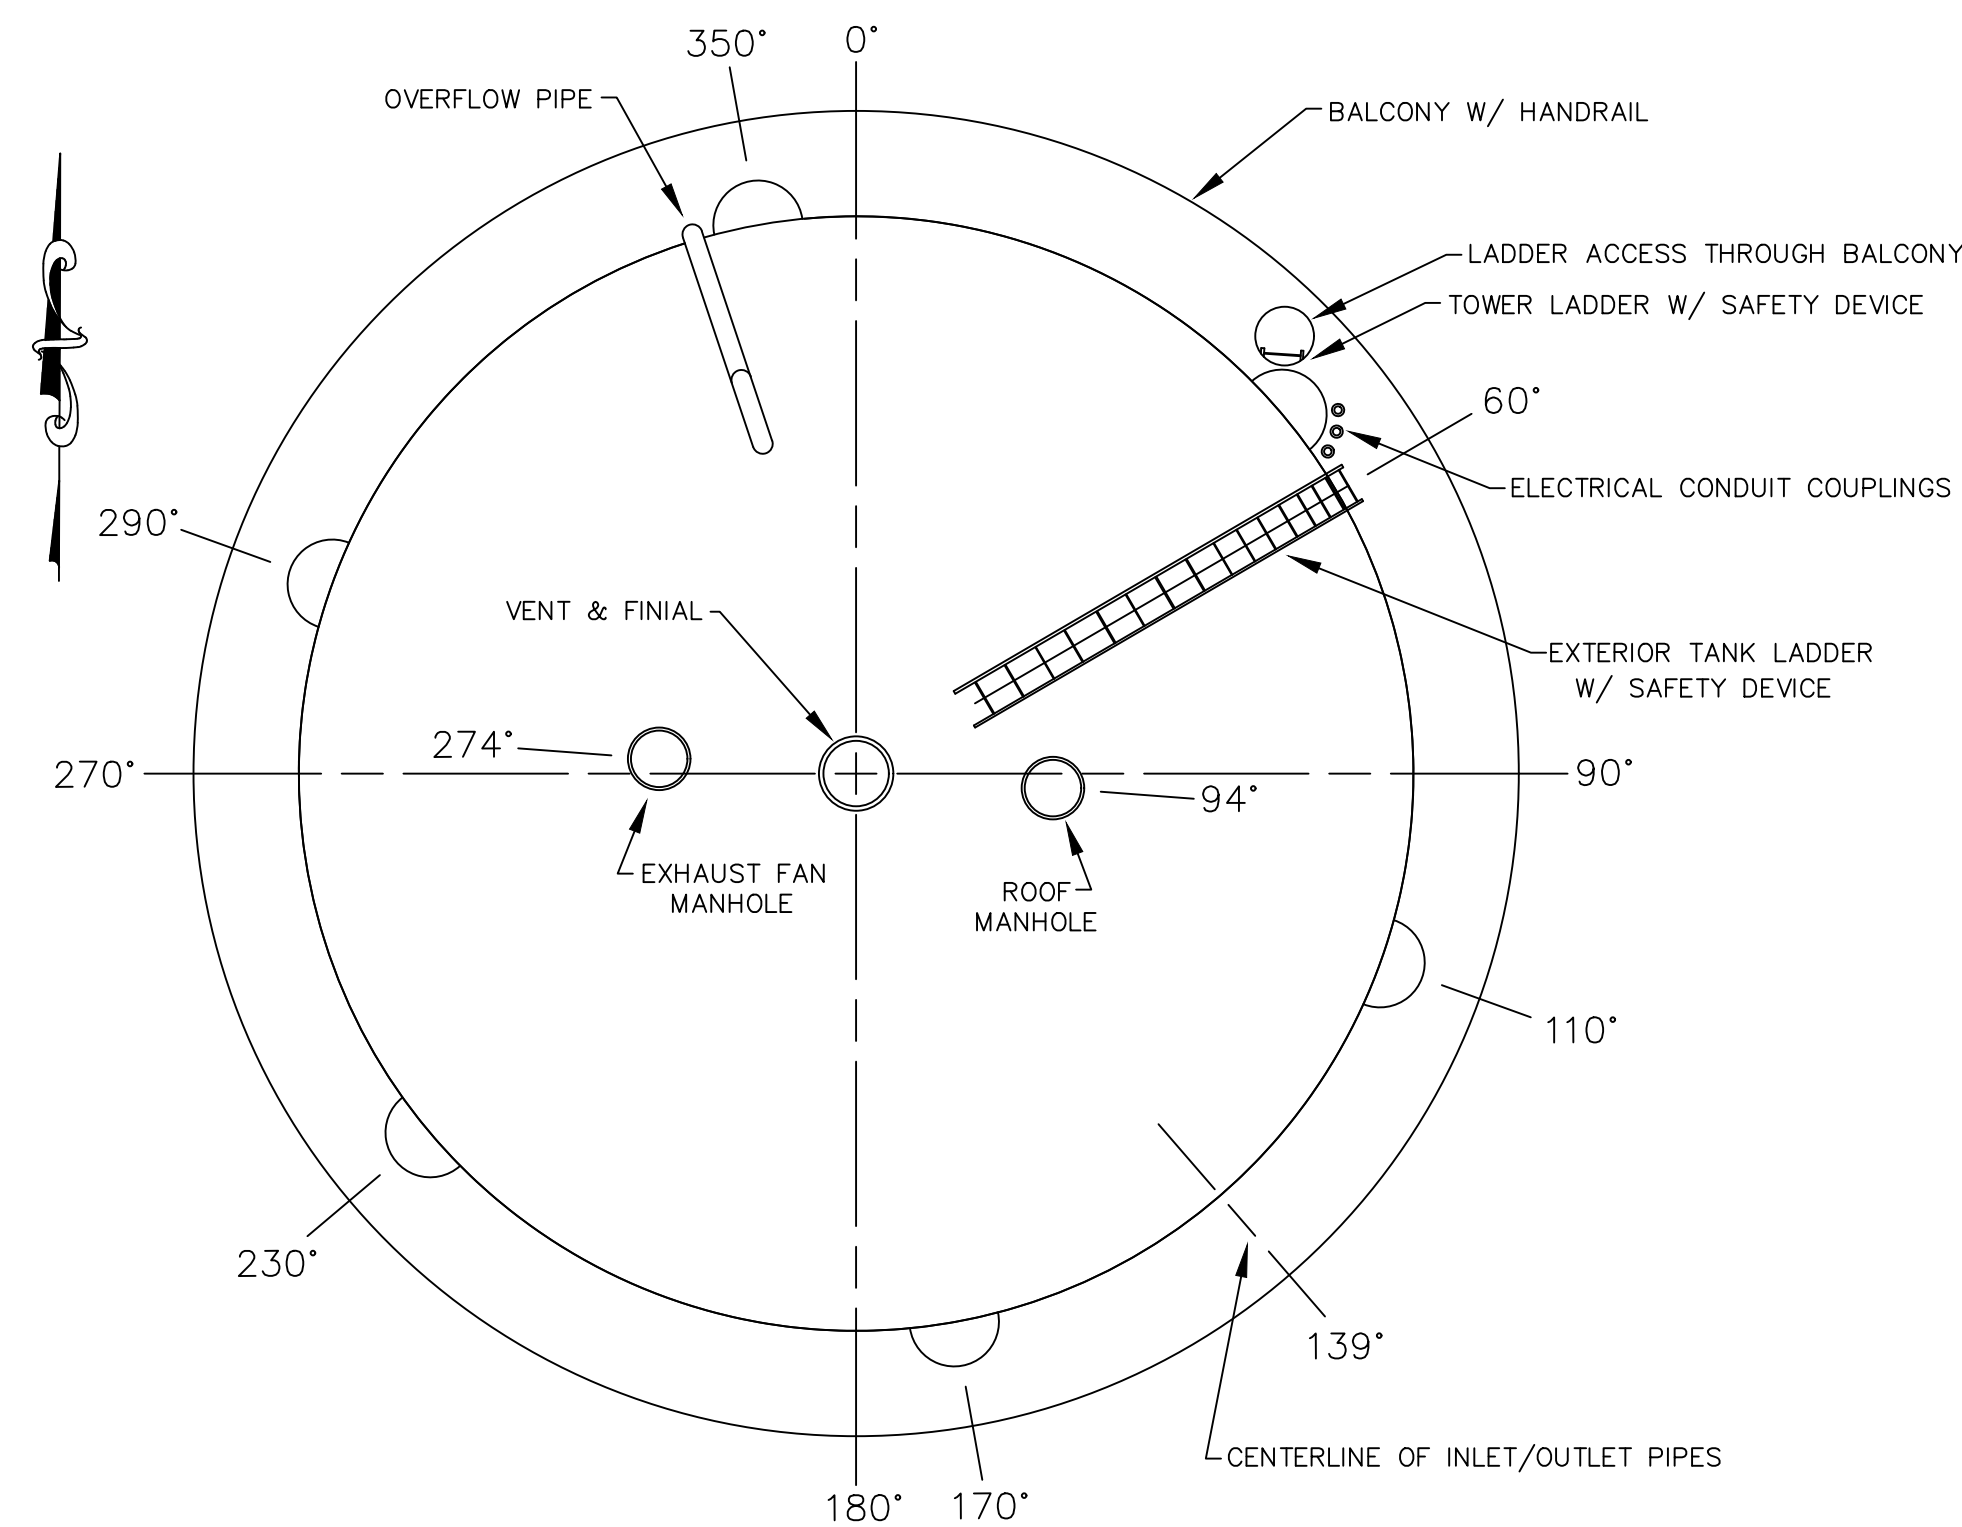 350° 0°
OVERFLOW PIPE
BALCONY W/ HANDRAIL
LADDER ACCESS THROUGH BALCONY
TOWER LADDER W/ SAFETY DEVICE
60°
ELECTRICAL CONDUIT COUPLINGS
290°
VENT & FINIAL
EXTERIOR TANK LADDER
W/ SAFETY DEVICE
274°
270°
90°
94°
EXHAUST FAN
MANHOLE
ROOF
MANHOLE
110°
230°
139°
CENTERLINE OF INLET/OUTLET PIPES
180° 170°